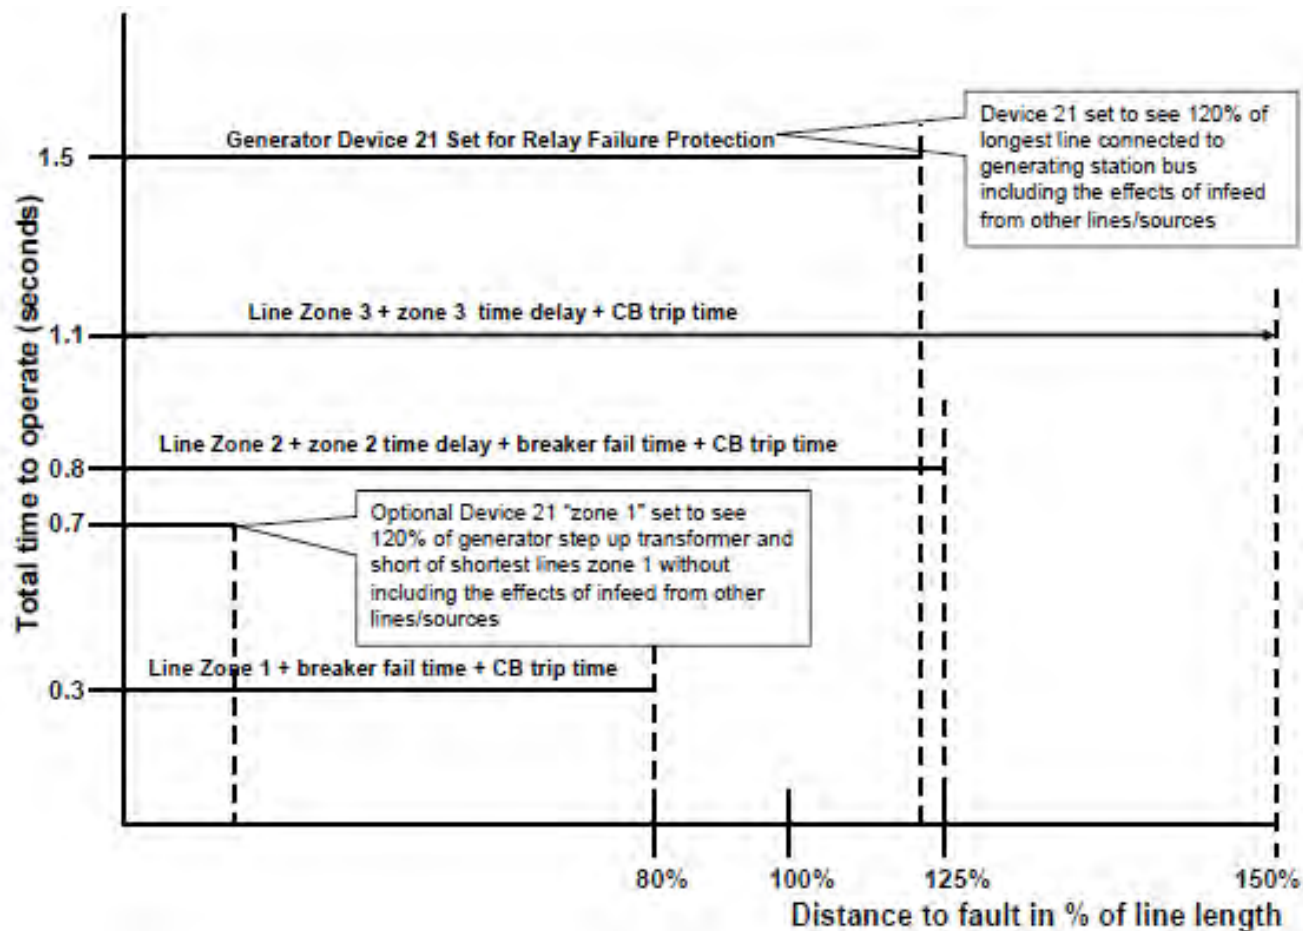 Generator Device 21 Set for Relay Failure Protection
Device 21 set to see 120% of
longest line connected to
generating station bus
including the effects of infeed
from other lines/sources
1.5
Line Zone 3 + zone 3 time delay + CB trip time
1.1
Line Zone 2 + zone 2 time delay + breaker fail time + CB trip time
0.8
0.7
Optional Device 21 "zone 1" set to see
120% of generator step up transformer and
short of shortest lines zone 1 without
including the effects of infeed from other
lines/sources
Line Zone 1 + breaker fail time + CB trip time
0.3
Total time to operate (seconds)
80%
100%
125%
150%
Distance to fault in % of line length